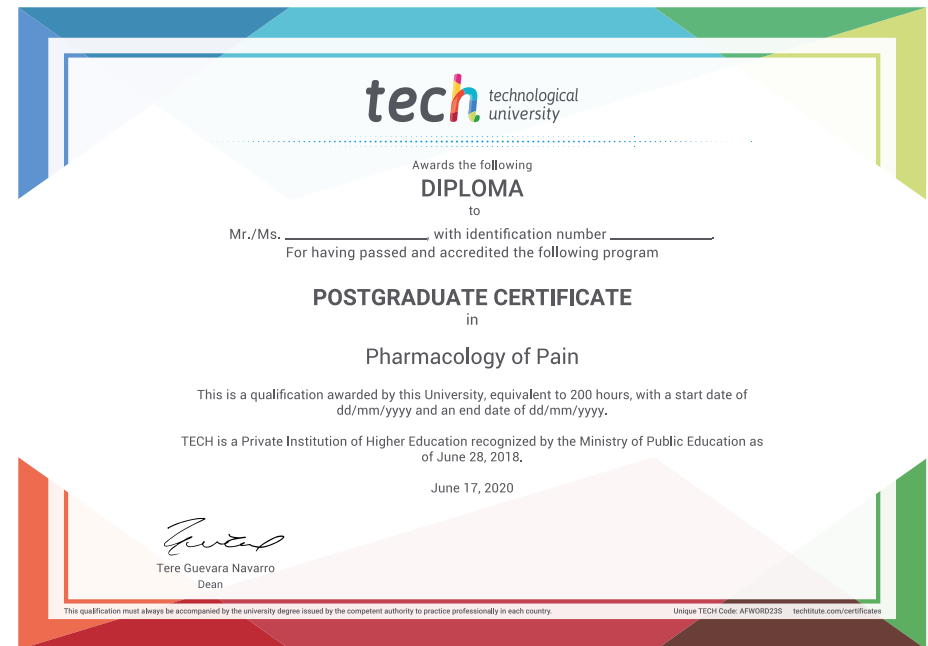 tech technological
university
Awards the following
DIPLOMA
to
Mr./Ms. ____________________, with identification number ______________.
For having passed and accredited the following program
POSTGRADUATE CERTIFICATE
in
Pharmacology of Pain
This is a qualification awarded by this University, equivalent to 200 hours, with a start date of
dd/mm/yyyy and an end date of dd/mm/yyyy.
TECH is a Private Institution of Higher Education recognized by the Ministry of Public Education as
of June 28, 2018.
June 17, 2020
Tere Guevara Navarro
Dean
This qualification must always be accompanied by the university degree issued by the competent authority to practice professionally in each country.
Unique TECH Code: AFWORD23S techtitute.com/certificates